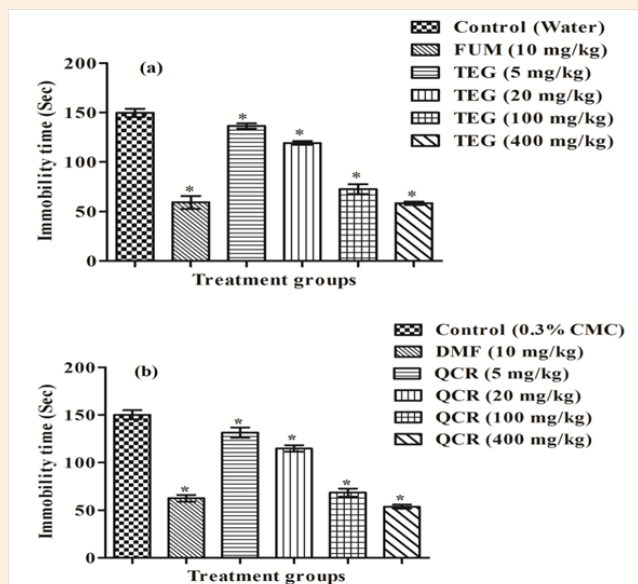 Control (Water)
FUM (10 mg/kg)
TEG (5 mg/kg)
TEG (20 mg/kg)
TEG (100 mg/kg)
TEG (400 mg/kg)
(a)
Immobility time (Sec)
200
150
100
50
0
*
*
*
*
*
Treatment groups
Control (0.3% CMC)
DMF (10 mg/kg)
QCR (5 mg/kg)
QCR (20 mg/kg)
QCR (100 mg/kg)
QCR (400 mg/kg)
(b)
Immobility time (Sec)
200
150
100
50
0
*
*
*
*
*
Treatment groups